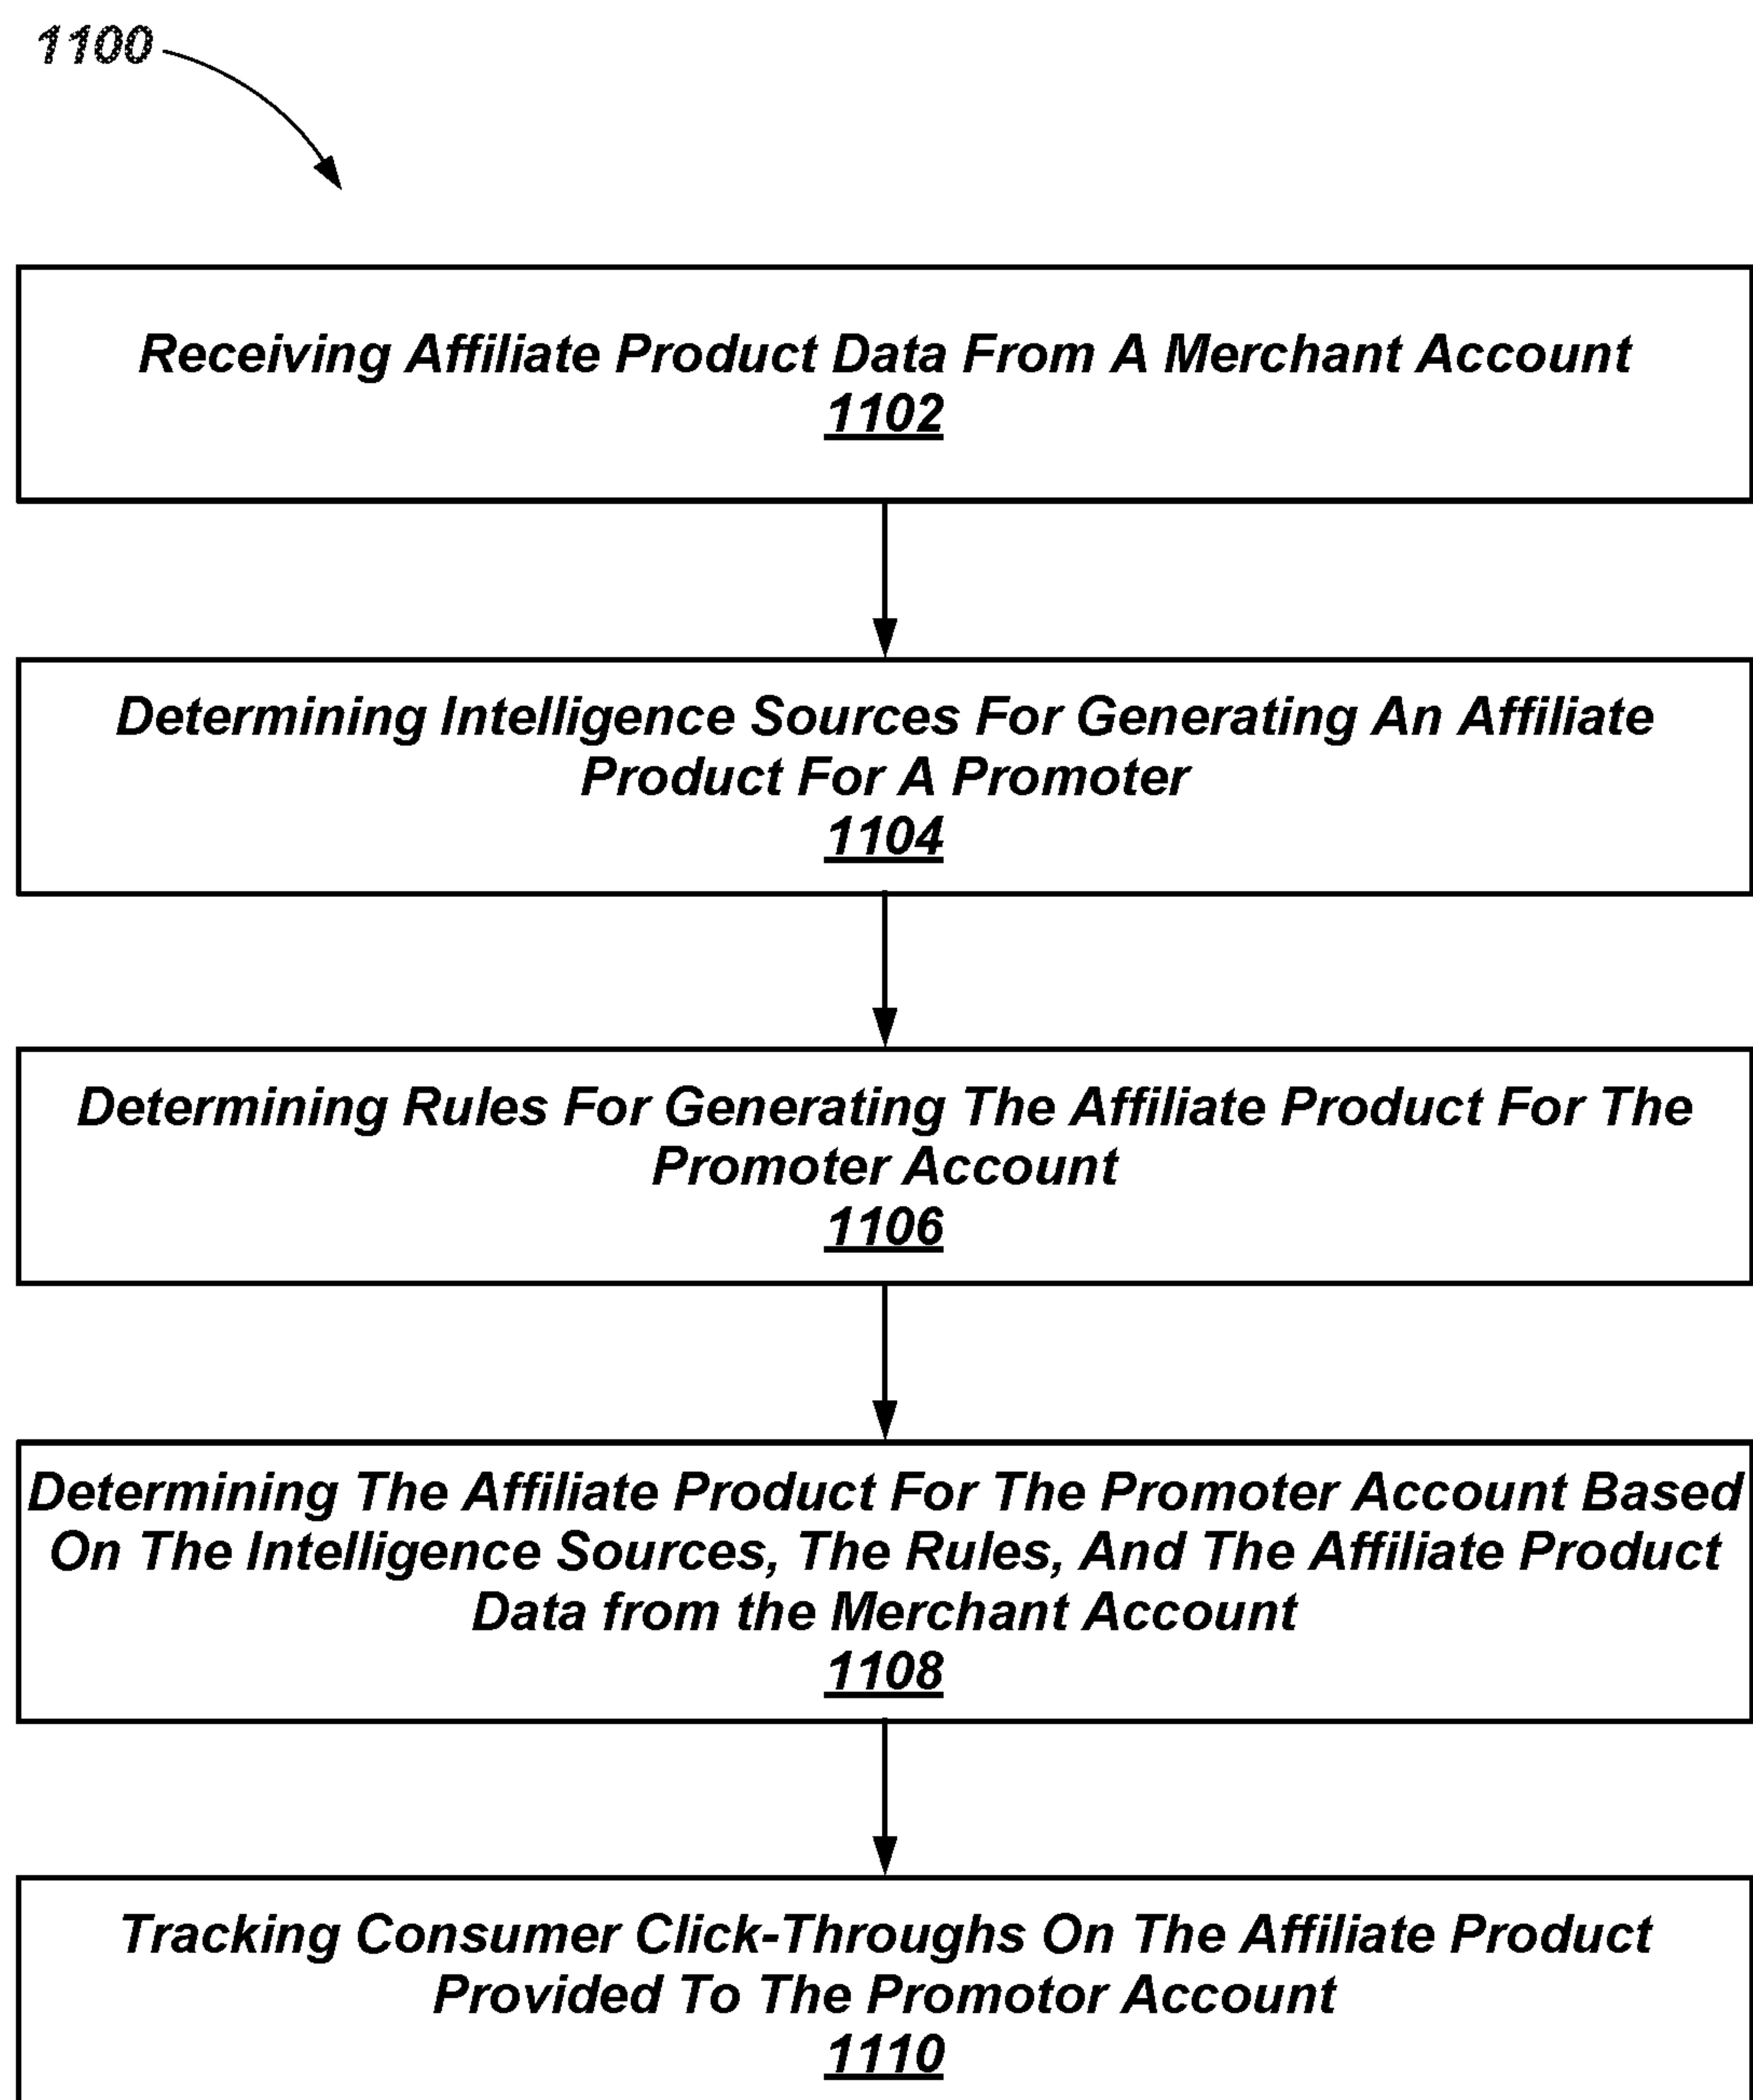 1100
Receiving Affiliate Product Data From A Merchant Account
1102
Determining Intelligence Sources For Generating An Affiliate
Product For A Promoter
1104
Determining Rules For Generating The Affiliate Product For The
Promoter Account
1106
Determining The Affiliate Product For The Promoter Account Based
On The Intelligence Sources, The Rules, And The Affiliate Product
Data from the Merchant Account
1108
Tracking Consumer Click-Throughs On The Affiliate Product
Provided To The Promotor Account
1110